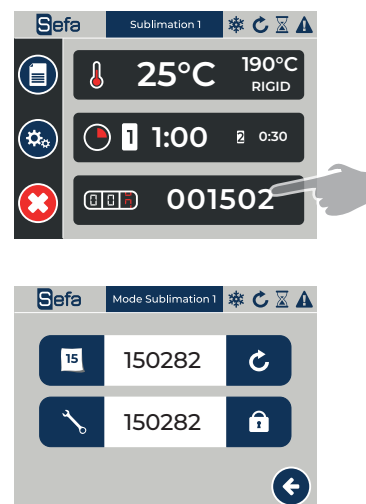 Sefa Sublimation 1
25°C 190°C
RIGID
1 1:00 2 0:30
001502
Sefa Mode Sublimation 1
15 150282
150282